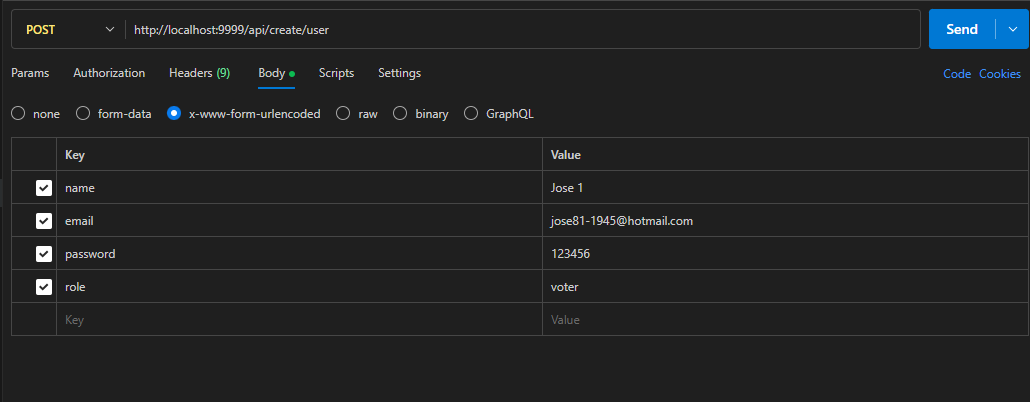 POST http://localhost:9999/api/create/user Send
Params Authorization Headers (9) Body Scripts Settings Code Cookies
none form-data x-www-form-urlencoded raw binary GraphQL
Key Value
name Jose 1
email jose81-1945@hotmail.com
password 123456
role voter
Key Value